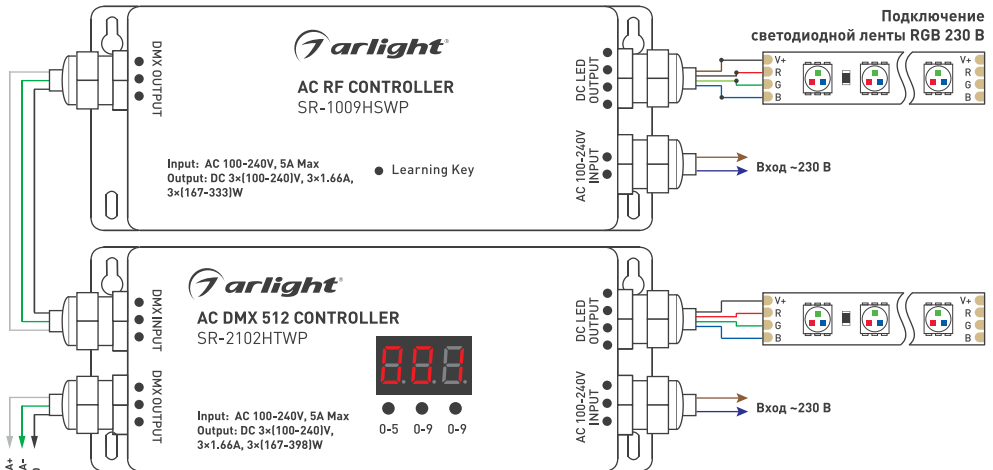 Подключение
светодиодной ленты RGB 230 В
DMX OUTPUT
arlight
AC RF CONTROLLER
SR-1009HSWP
Input: AC 100-240V, 5A Max
Output: DC 3×(100-240)V, 3×1.66A,
3×(167-333)W
Learning Key
DC LED
OUTPUT
AC 100-240V
INPUT
V+
R
G
B
V+
R
G
B
Вход ~230 В
DMX INPUT
DMX OUTPUT
arlight
AC DMX 512 CONTROLLER
SR-2102HTWP
001
0-5 0-9 0-9
Input: AC 100-240V, 5A Max
Output: DC 3×(100-240)V,
3×1.66A, 3×(167-398)W
DC LED
OUTPUT
AC 100-240V
INPUT
V+
R
G
B
V+
R
G
B
Вход ~230 В
A+
A-